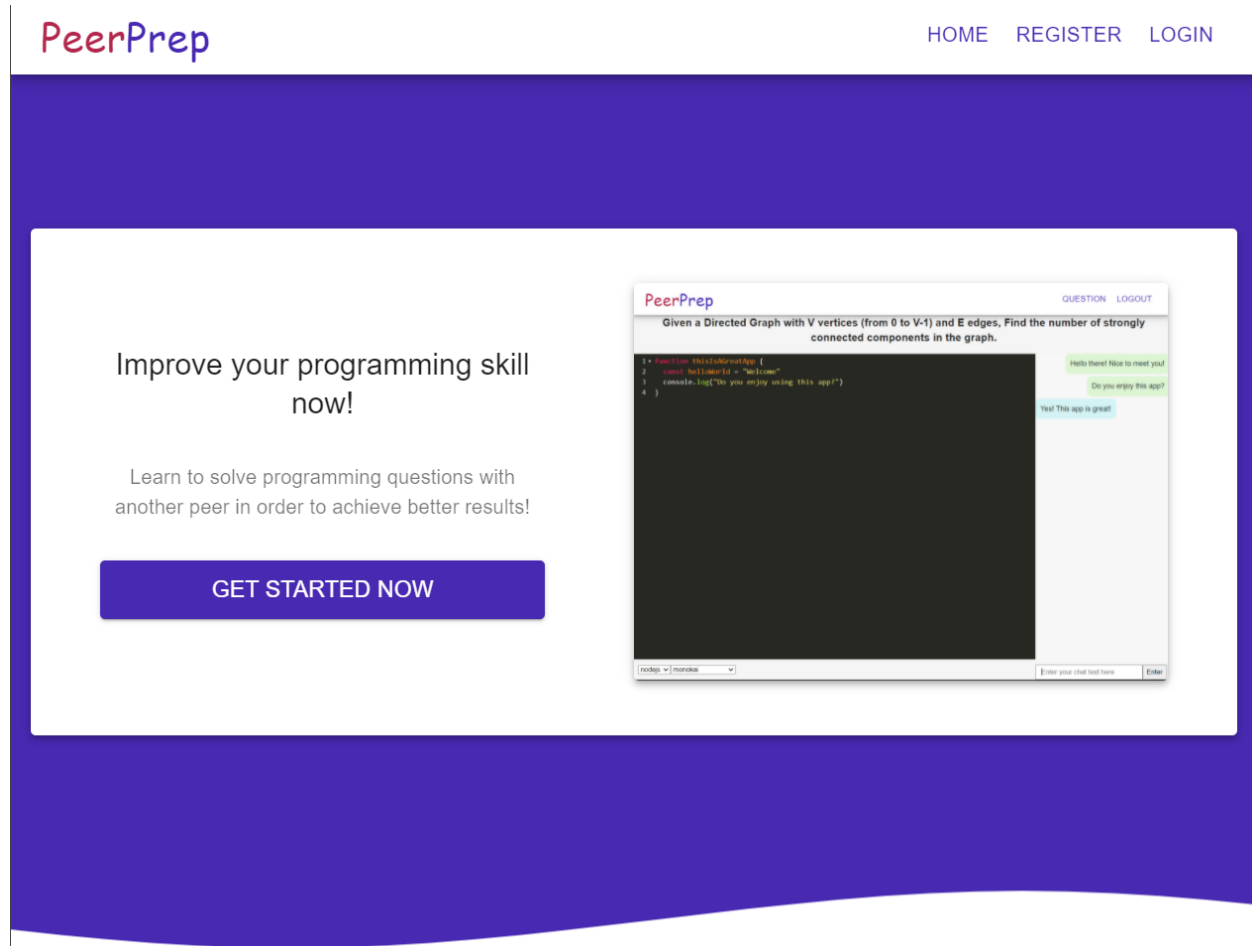 PeerPrep
HOME REGISTER LOGIN
Improve your programming skill
now!
Learn to solve programming questions with
another peer in order to achieve better results!
GET STARTED NOW
PeerPrep
QUESTION LOGOUT
Given a Directed Graph with V vertices (from 0 to V-1) and E edges, Find the number of strongly
connected components in the graph.
1 function thisIsAGreatApp {
2 const helloWorld = "Welcome"
3 console.log("Do you enjoy using this app?")
4 }
Hello there! Nice to meet you!
Do you enjoy this app?
Yes! This app is great!
nodejs monokai
Enter your chat text here Enter